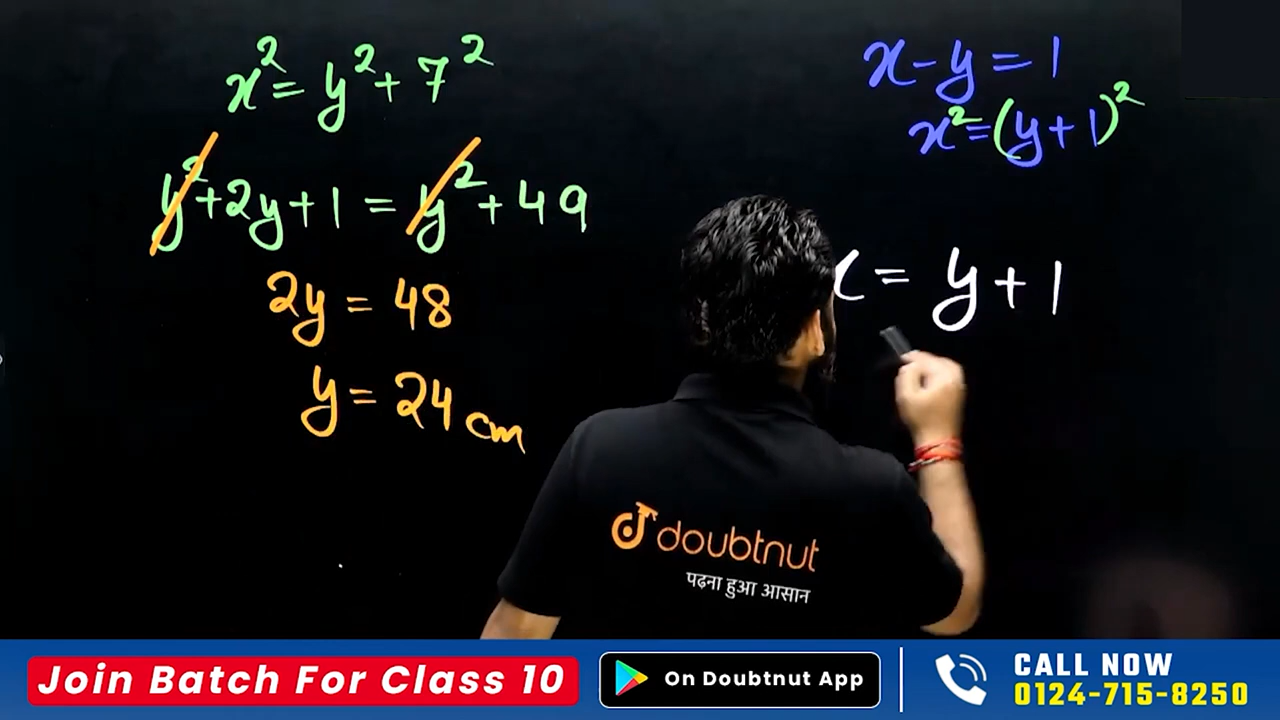 x² = y² + 7²
y² + 2y + 1 = y² + 49
2y = 48
y = 24 cm
x - y = 1
x² = (y + 1)²
x = y + 1
doubtnut
पढ़ना हुआ आसान
Join Batch For Class 10
On Doubtnut App
CALL NOW
0124-715-8250